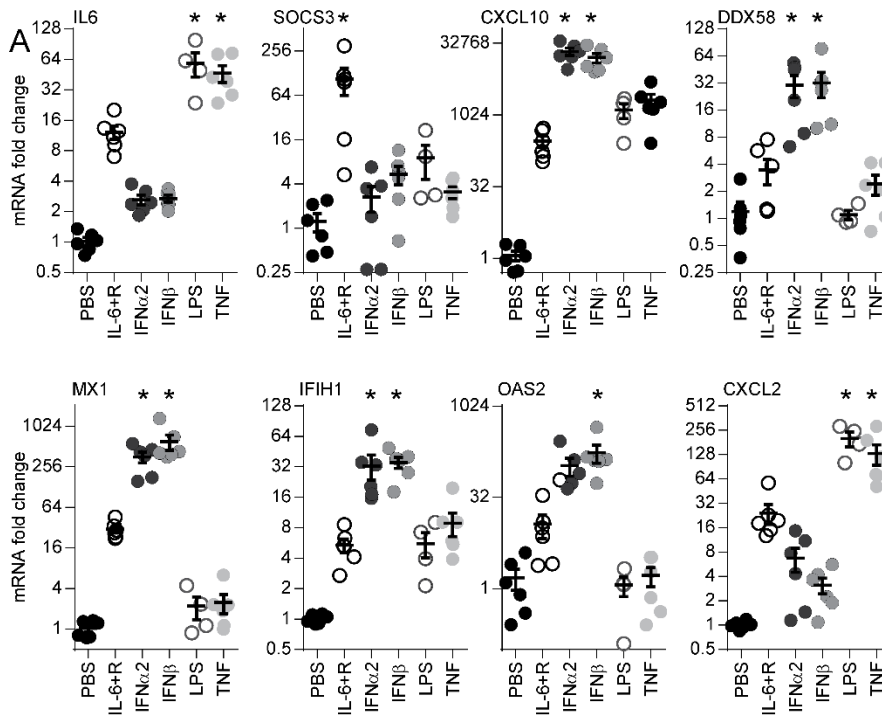 A
IL6
mRNA fold change
128
64
32
16
8
4
2
1
0.5
* *
PBS
IL-6+R
IFNα2
IFNβ
LPS
TNF
SOCS3
256
64
16
4
1
0.25
*
PBS
IL-6+R
IFNα2
IFNβ
LPS
TNF
CXCL10
32768
1024
32
1
* *
PBS
IL-6+R
IFNα2
IFNβ
LPS
TNF
DDX58
256
128
64
32
16
8
4
2
1
0.5
0.25
* *
PBS
IL-6+R
IFNα2
IFNβ
LPS
TNF
MX1
mRNA fold change
1024
256
64
16
4
1
* *
PBS
IL-6+R
IFNα2
IFNβ
LPS
TNF
IFIH1
128
64
32
16
8
4
2
1
0.5
* *
PBS
IL-6+R
IFNα2
IFNβ
LPS
TNF
OAS2
1024
32
1
*
PBS
IL-6+R
IFNα2
IFNβ
LPS
TNF
CXCL2
512
256
128
64
32
16
8
4
2
1
0.5
* *
PBS
IL-6+R
IFNα2
IFNβ
LPS
TNF